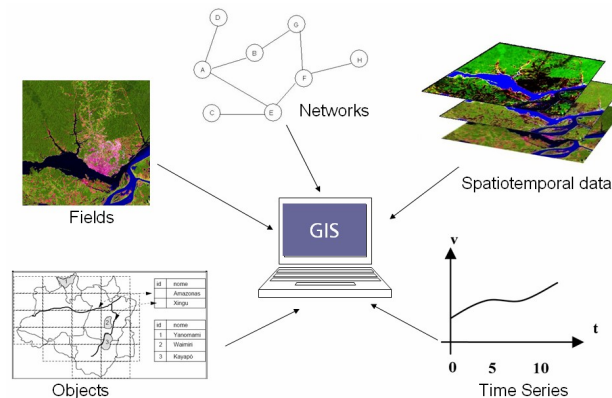 D
G
B
H
A
F
C
E
Networks
Fields
Spatiotemporal data
GIS
id nome
Amazonas
Xingu
id nome
1 Yanomami
2 Waimiri
3 Kayapó
Objects
v
t
0 5 10
Time Series